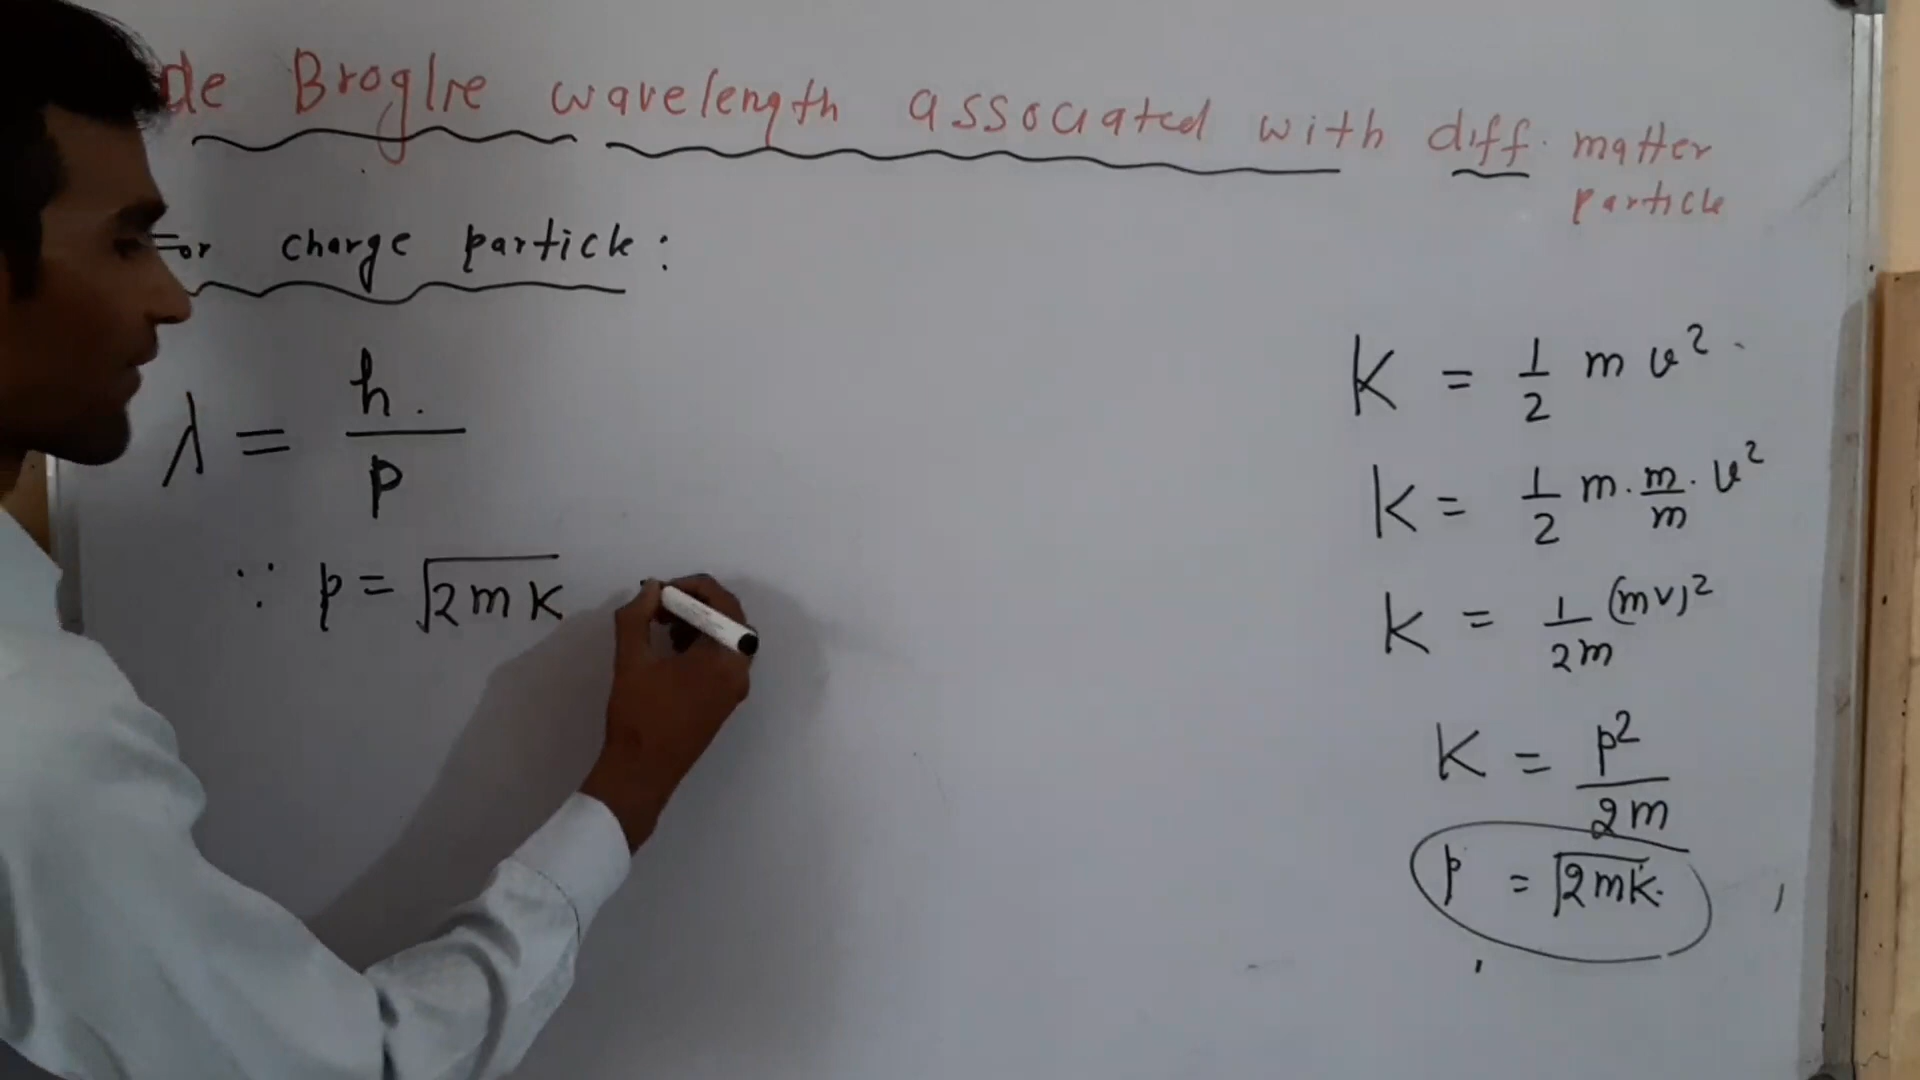 de Broglie wavelength associated with diff. matter
particle
For charge particle:
λ = h / p
∵ p = √2mK
K = 1/2 m v²
K = 1/2 m · m/m · v²
K = 1/2m (mv)²
K = p²/2m
p = √2mK